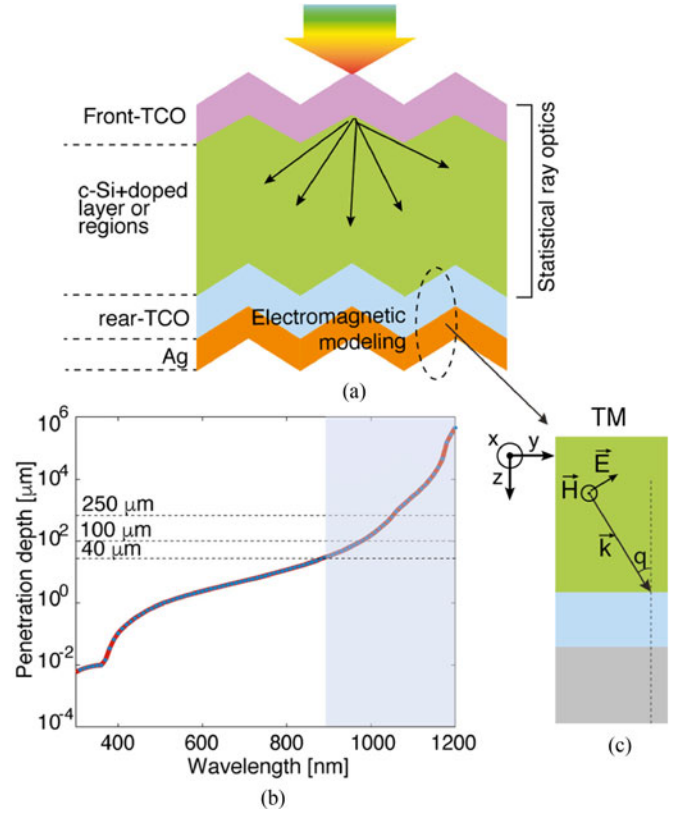 Front-TCO
c-Si+doped
layer or
regions
rear-TCO
Ag
Electromagnetic
modeling
Statistical ray optics
(a)
Penetration depth [μm]
10^6
10^4
10^2
10^0
10^-2
10^-4
250 μm
100 μm
40 μm
400
600
800
1000
1200
Wavelength [nm]
(b)
TM
x
y
z
E
H
k
q
(c)